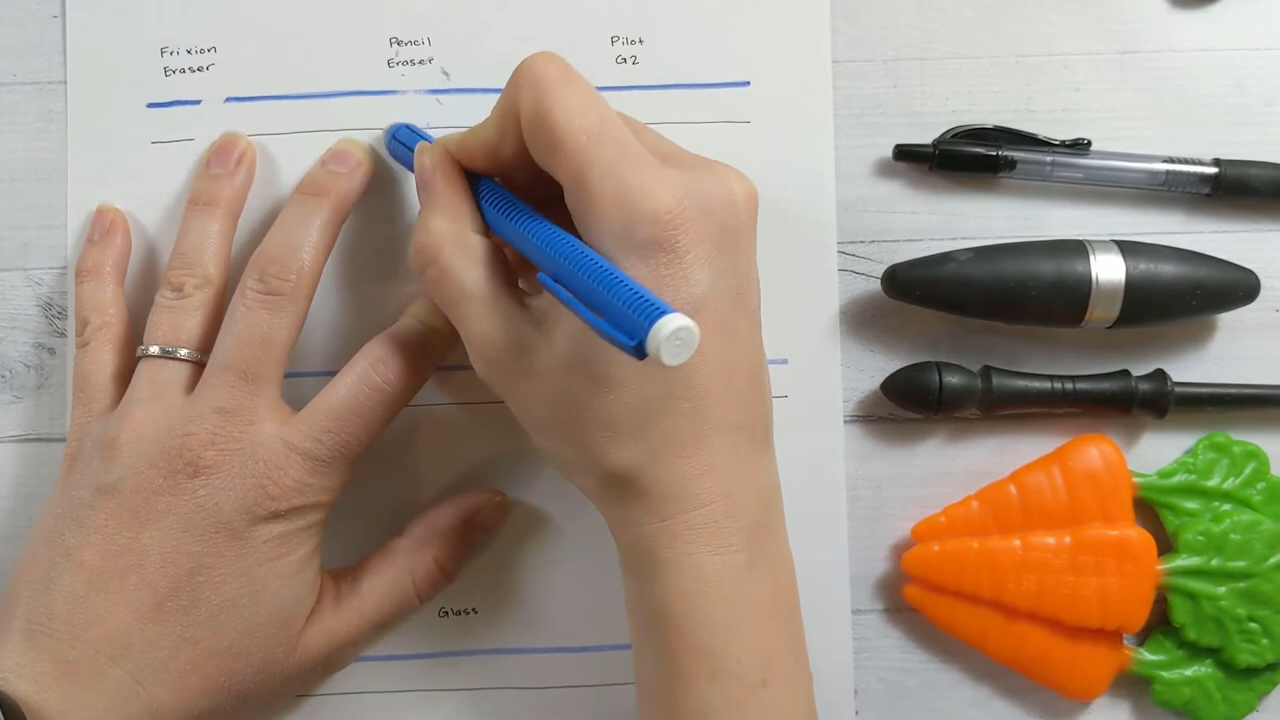 Frixion
Eraser
Pencil
Eraser
Pilot
G2
Glass